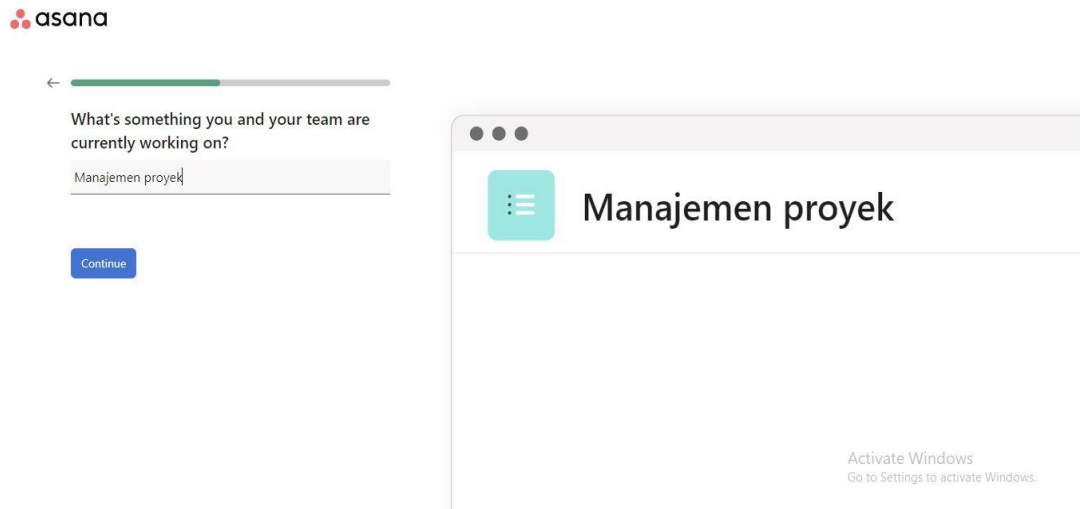 asana
What's something you and your team are
currently working on?
Manajemen proyek
Continue
Manajemen proyek
Activate Windows
Go to Settings to activate Windows.